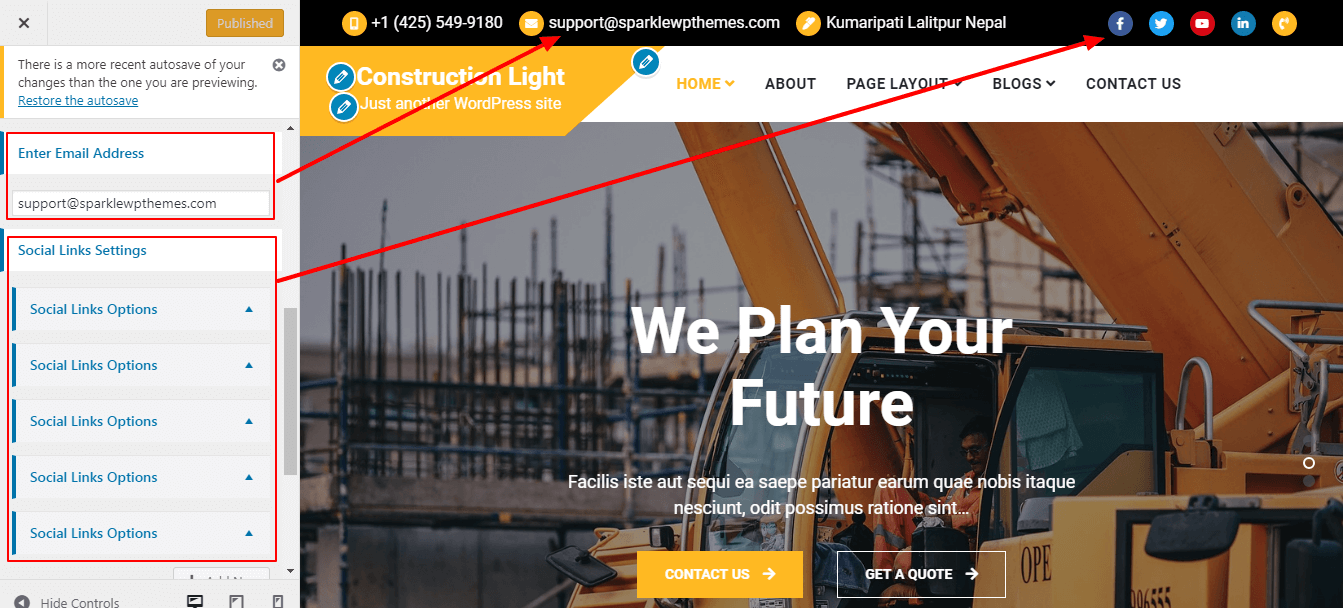 Published
There is a more recent autosave of your
changes than the one you are previewing.
Restore the autosave
Enter Email Address
support@sparklewpthemes.com
Social Links Settings
Social Links Options
Social Links Options
Social Links Options
Social Links Options
Social Links Options
Hide Controls
+1 (425) 549-9180 support@sparklewpthemes.com Kumaripati Lalitpur Nepal
Construction Light
Just another WordPress site
HOME ABOUT PAGE LAYOUT BLOGS CONTACT US
We Plan Your
Future
Facilis iste aut sequi ea saepe pariatur earum quae nobis itaque
nesciunt, odit possimus ratione sint...
CONTACT US GET A QUOTE